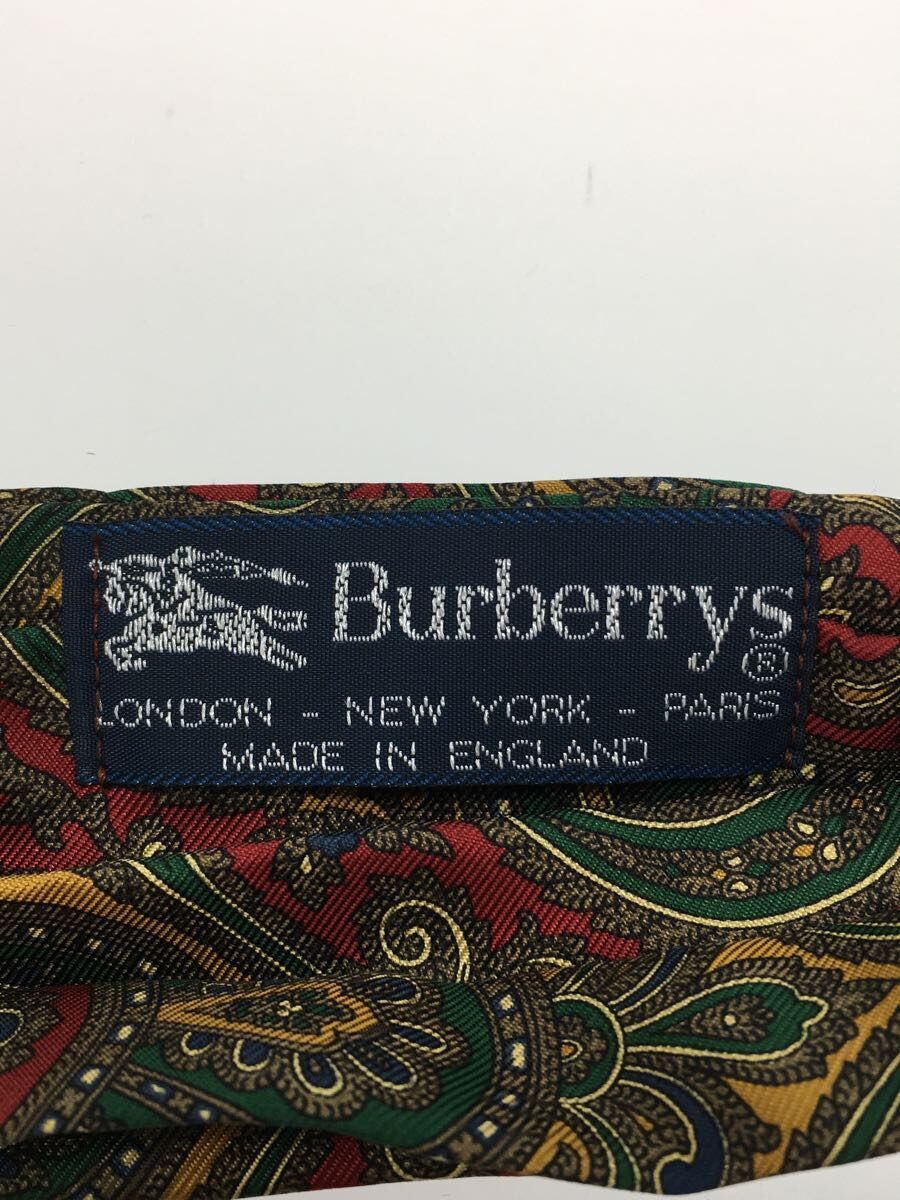 Burberrys®
LONDON - NEW YORK - PARIS
MADE IN ENGLAND